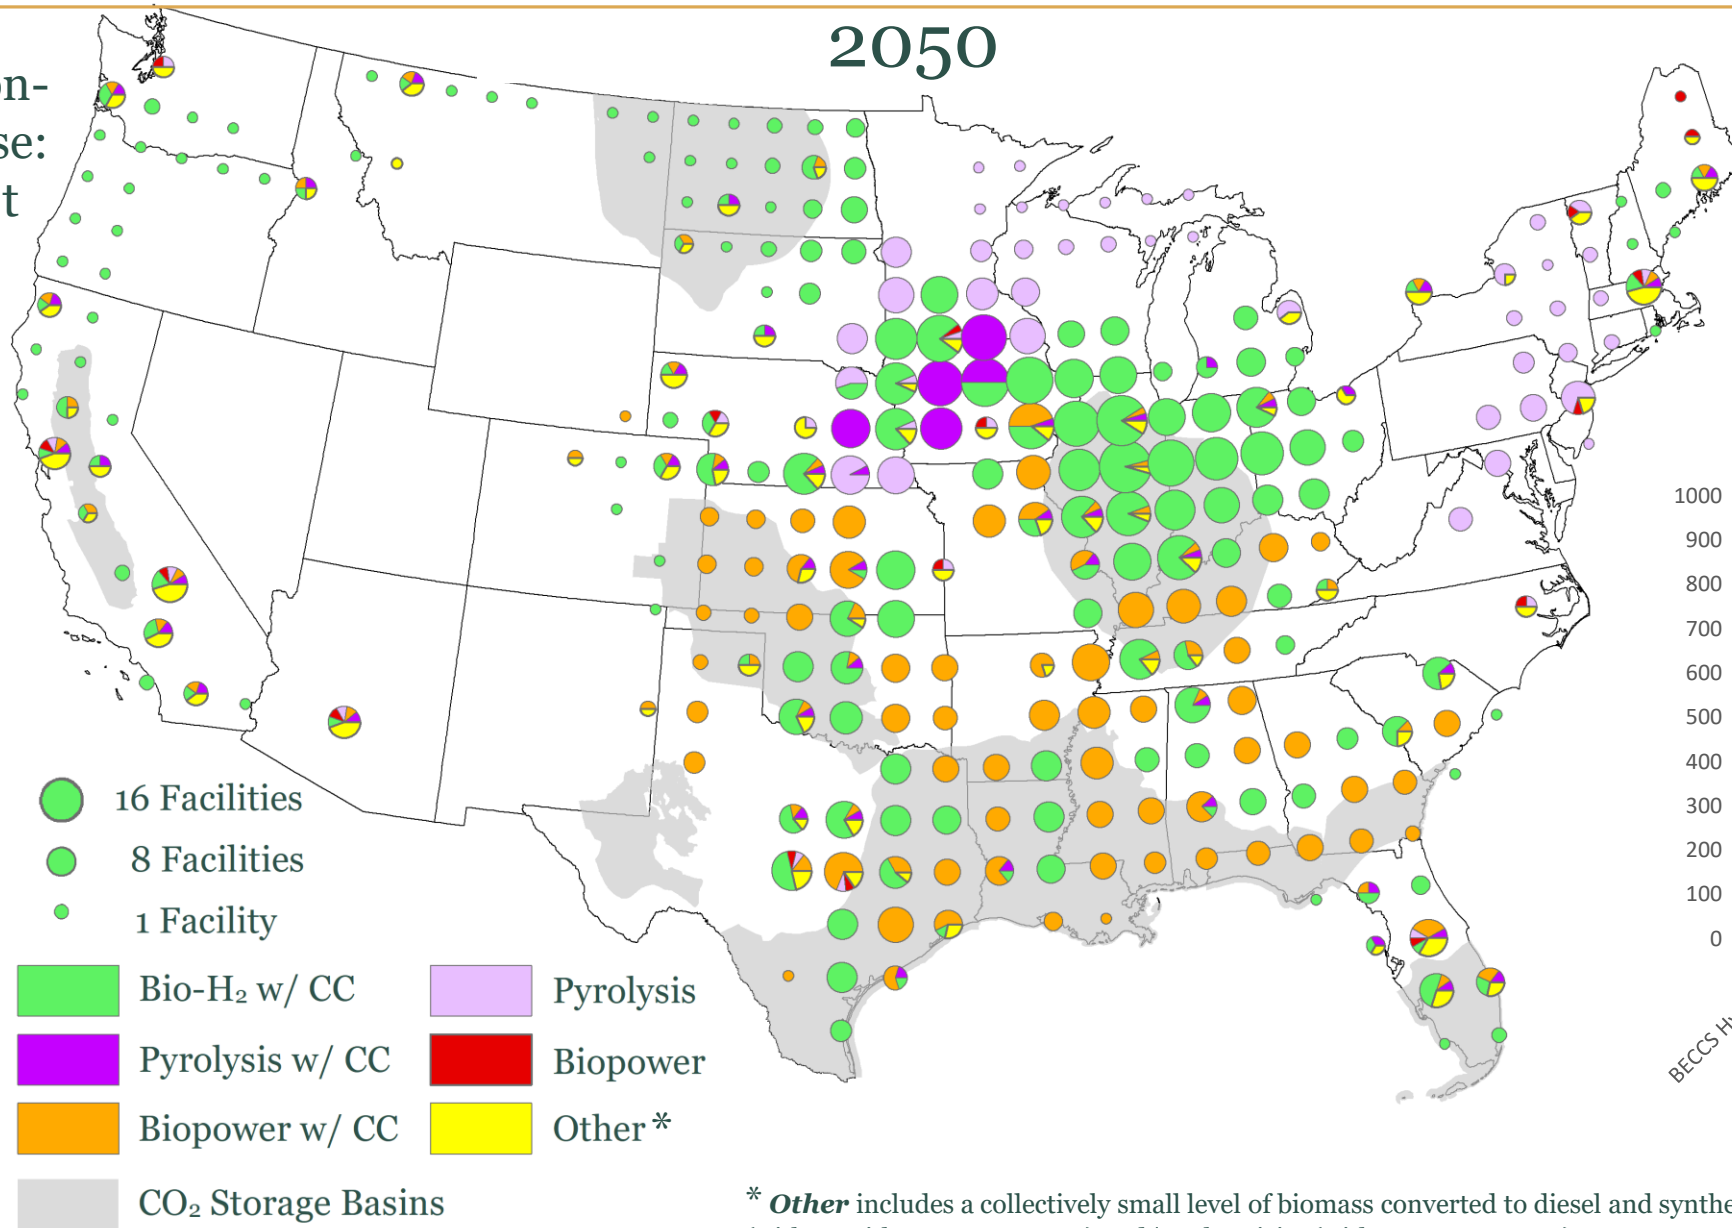 2050
on-
se:
t
1000
900
800
700
600
500
400
300
200
100
0
16 Facilities
8 Facilities
1 Facility
Bio-H₂ w/ CC
Pyrolysis
Pyrolysis w/ CC
Biopower
Biopower w/ CC
Other *
CO₂ Storage Basins
BECCS H
* Other includes a collectively small level of biomass converted to diesel and synthe